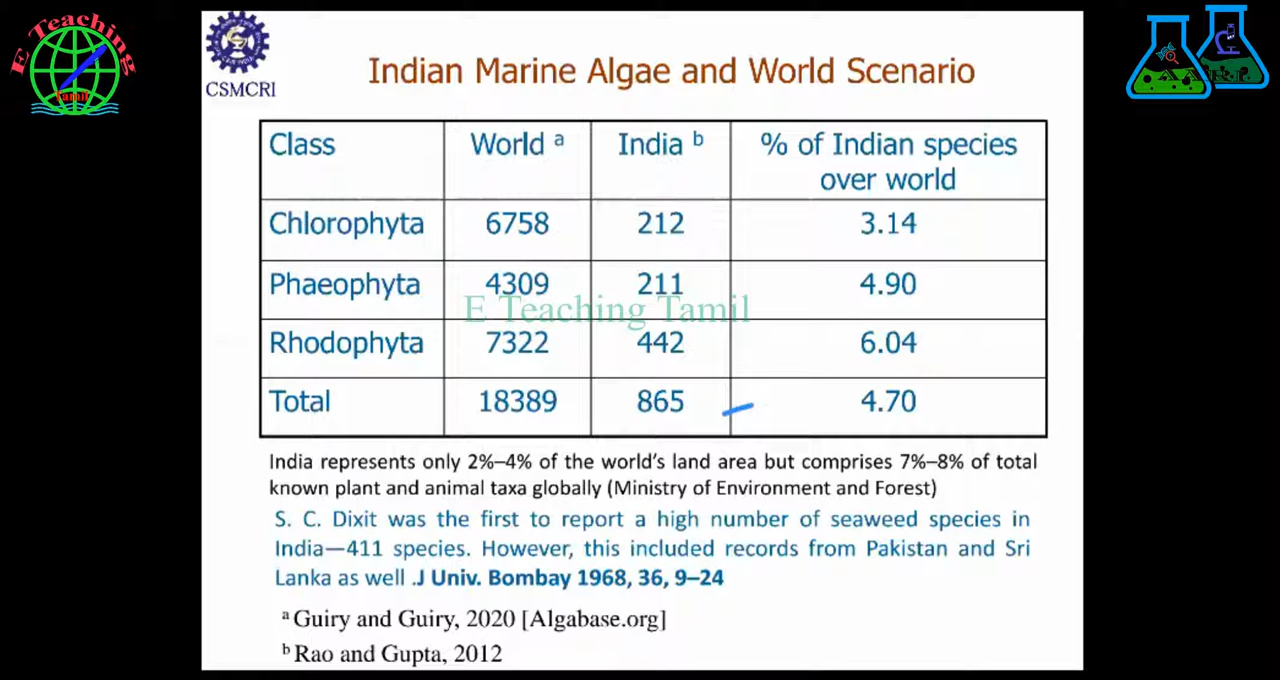 E Teaching
Tamil
CSMCRI
Indian Marine Algae and World Scenario
Class World a India b % of Indian species over world
Chlorophyta 6758 212 3.14
Phaeophyta 4309 211 4.90
E Teaching Tamil
Rhodophyta 7322 442 6.04
Total 18389 865 4.70
India represents only 2%–4% of the world's land area but comprises 7%–8% of total
known plant and animal taxa globally (Ministry of Environment and Forest)
S. C. Dixit was the first to report a high number of seaweed species in
India—411 species. However, this included records from Pakistan and Sri
Lanka as well .J Univ. Bombay 1968, 36, 9–24
a Guiry and Guiry, 2020 [Algabase.org]
b Rao and Gupta, 2012